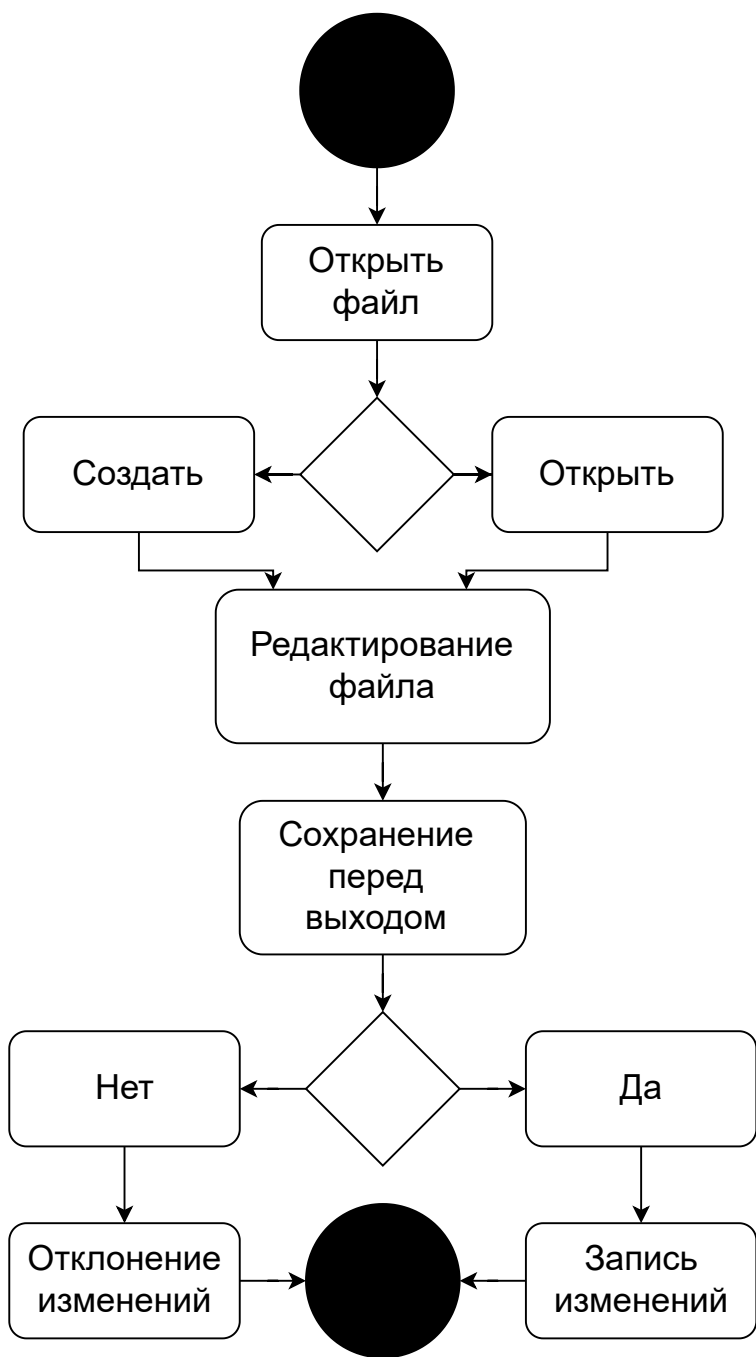 Открыть
файл
Создать
Открыть
Редактирование
файла
Сохранение
перед
выходом
Нет
Да
Отклонение
изменений
Запись
изменений